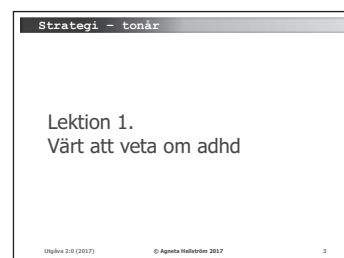 Strategi – tonår
Lektion 1.
Värt att veta om adhd
Utgåva 2:0 (2017) © Agneta Hellström 2017 3